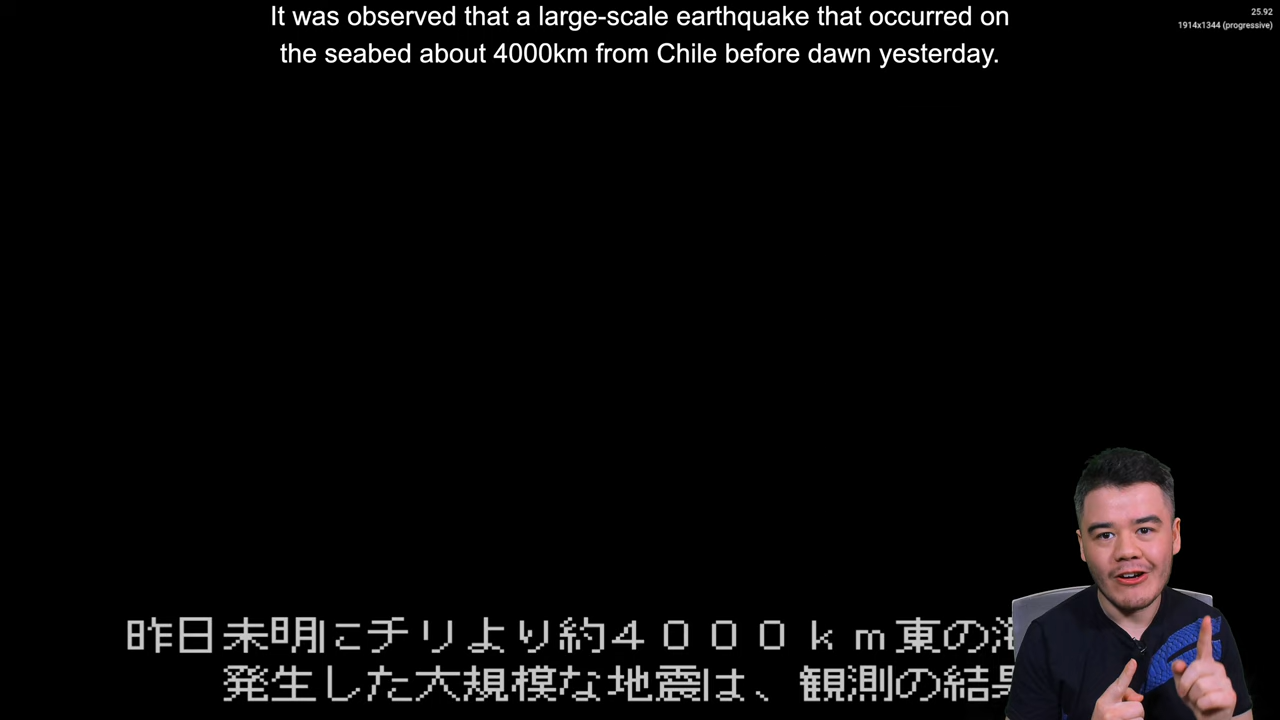 It was observed that a large-scale earthquake that occurred on
the seabed about 4000km from Chile before dawn yesterday.
25.92
1914x1344 (progressive)
昨日未明にチリより約４０００ｋｍ東の海
発生した大規模な地震は、観測の結果